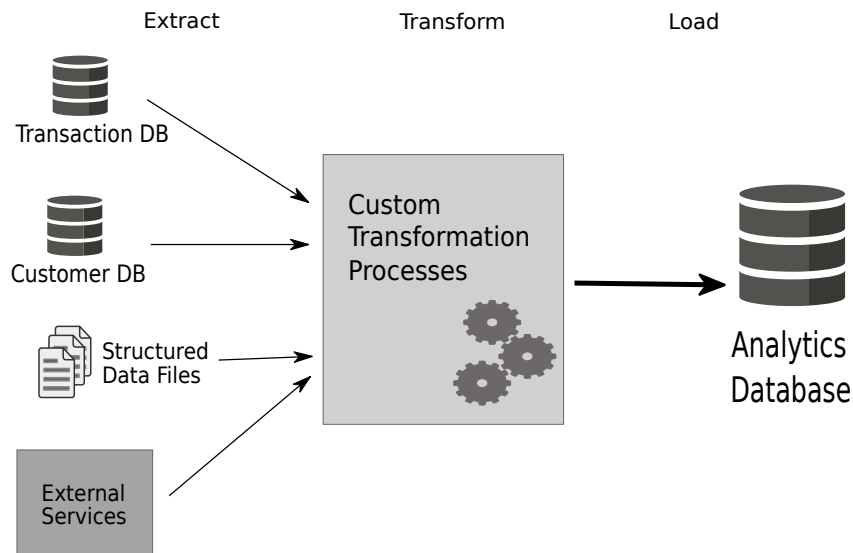 Extract
Transform
Load
Transaction DB
Customer DB
Structured
Data Files
External
Services
Custom
Transformation
Processes
Analytics
Database